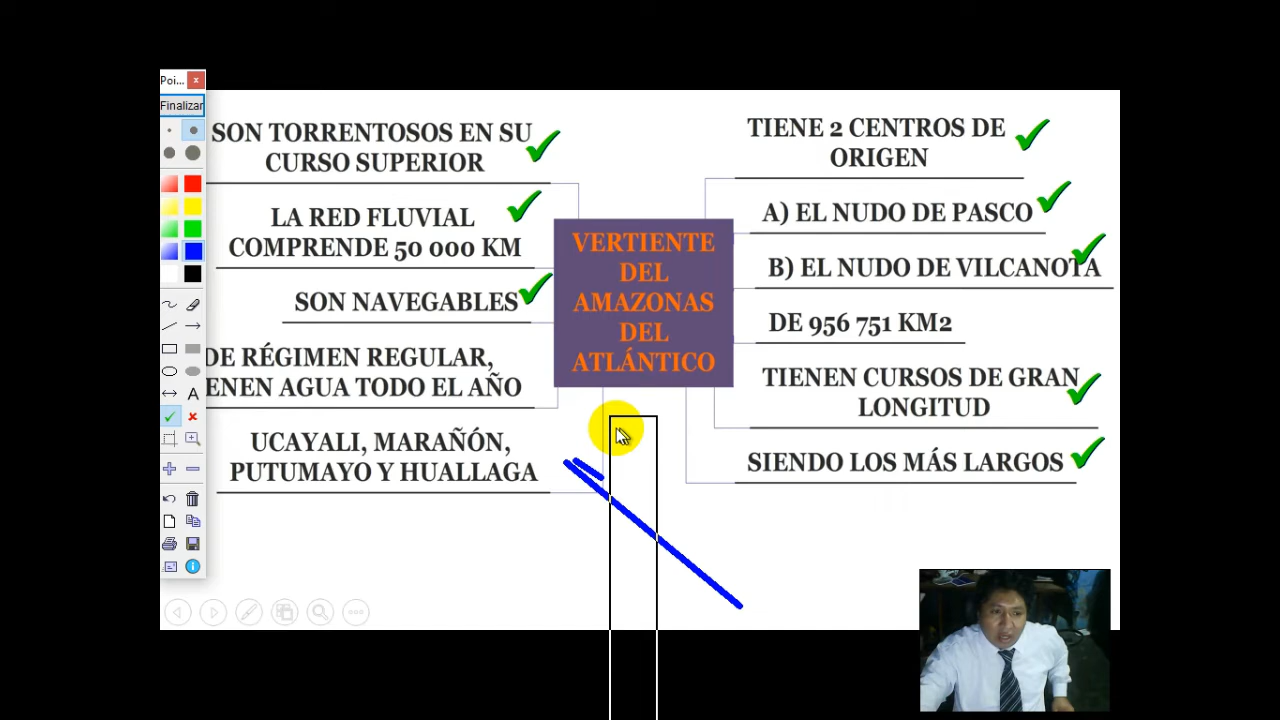 Poi...
Finalizar
SON TORRENTOSOS EN SU
CURSO SUPERIOR
LA RED FLUVIAL
COMPRENDE 50 000 KM
SON NAVEGABLES
DE RÉGIMEN REGULAR,
ENEN AGUA TODO EL AÑO
UCAYALI, MARAÑÓN,
PUTUMAYO Y HUALLAGA
VERTIENTE
DEL
AMAZONAS
DEL
ATLÁNTICO
TIENE 2 CENTROS DE
ORIGEN
A) EL NUDO DE PASCO
B) EL NUDO DE VILCANOTA
DE 956 751 KM2
TIENEN CURSOS DE GRAN
LONGITUD
SIENDO LOS MÁS LARGOS